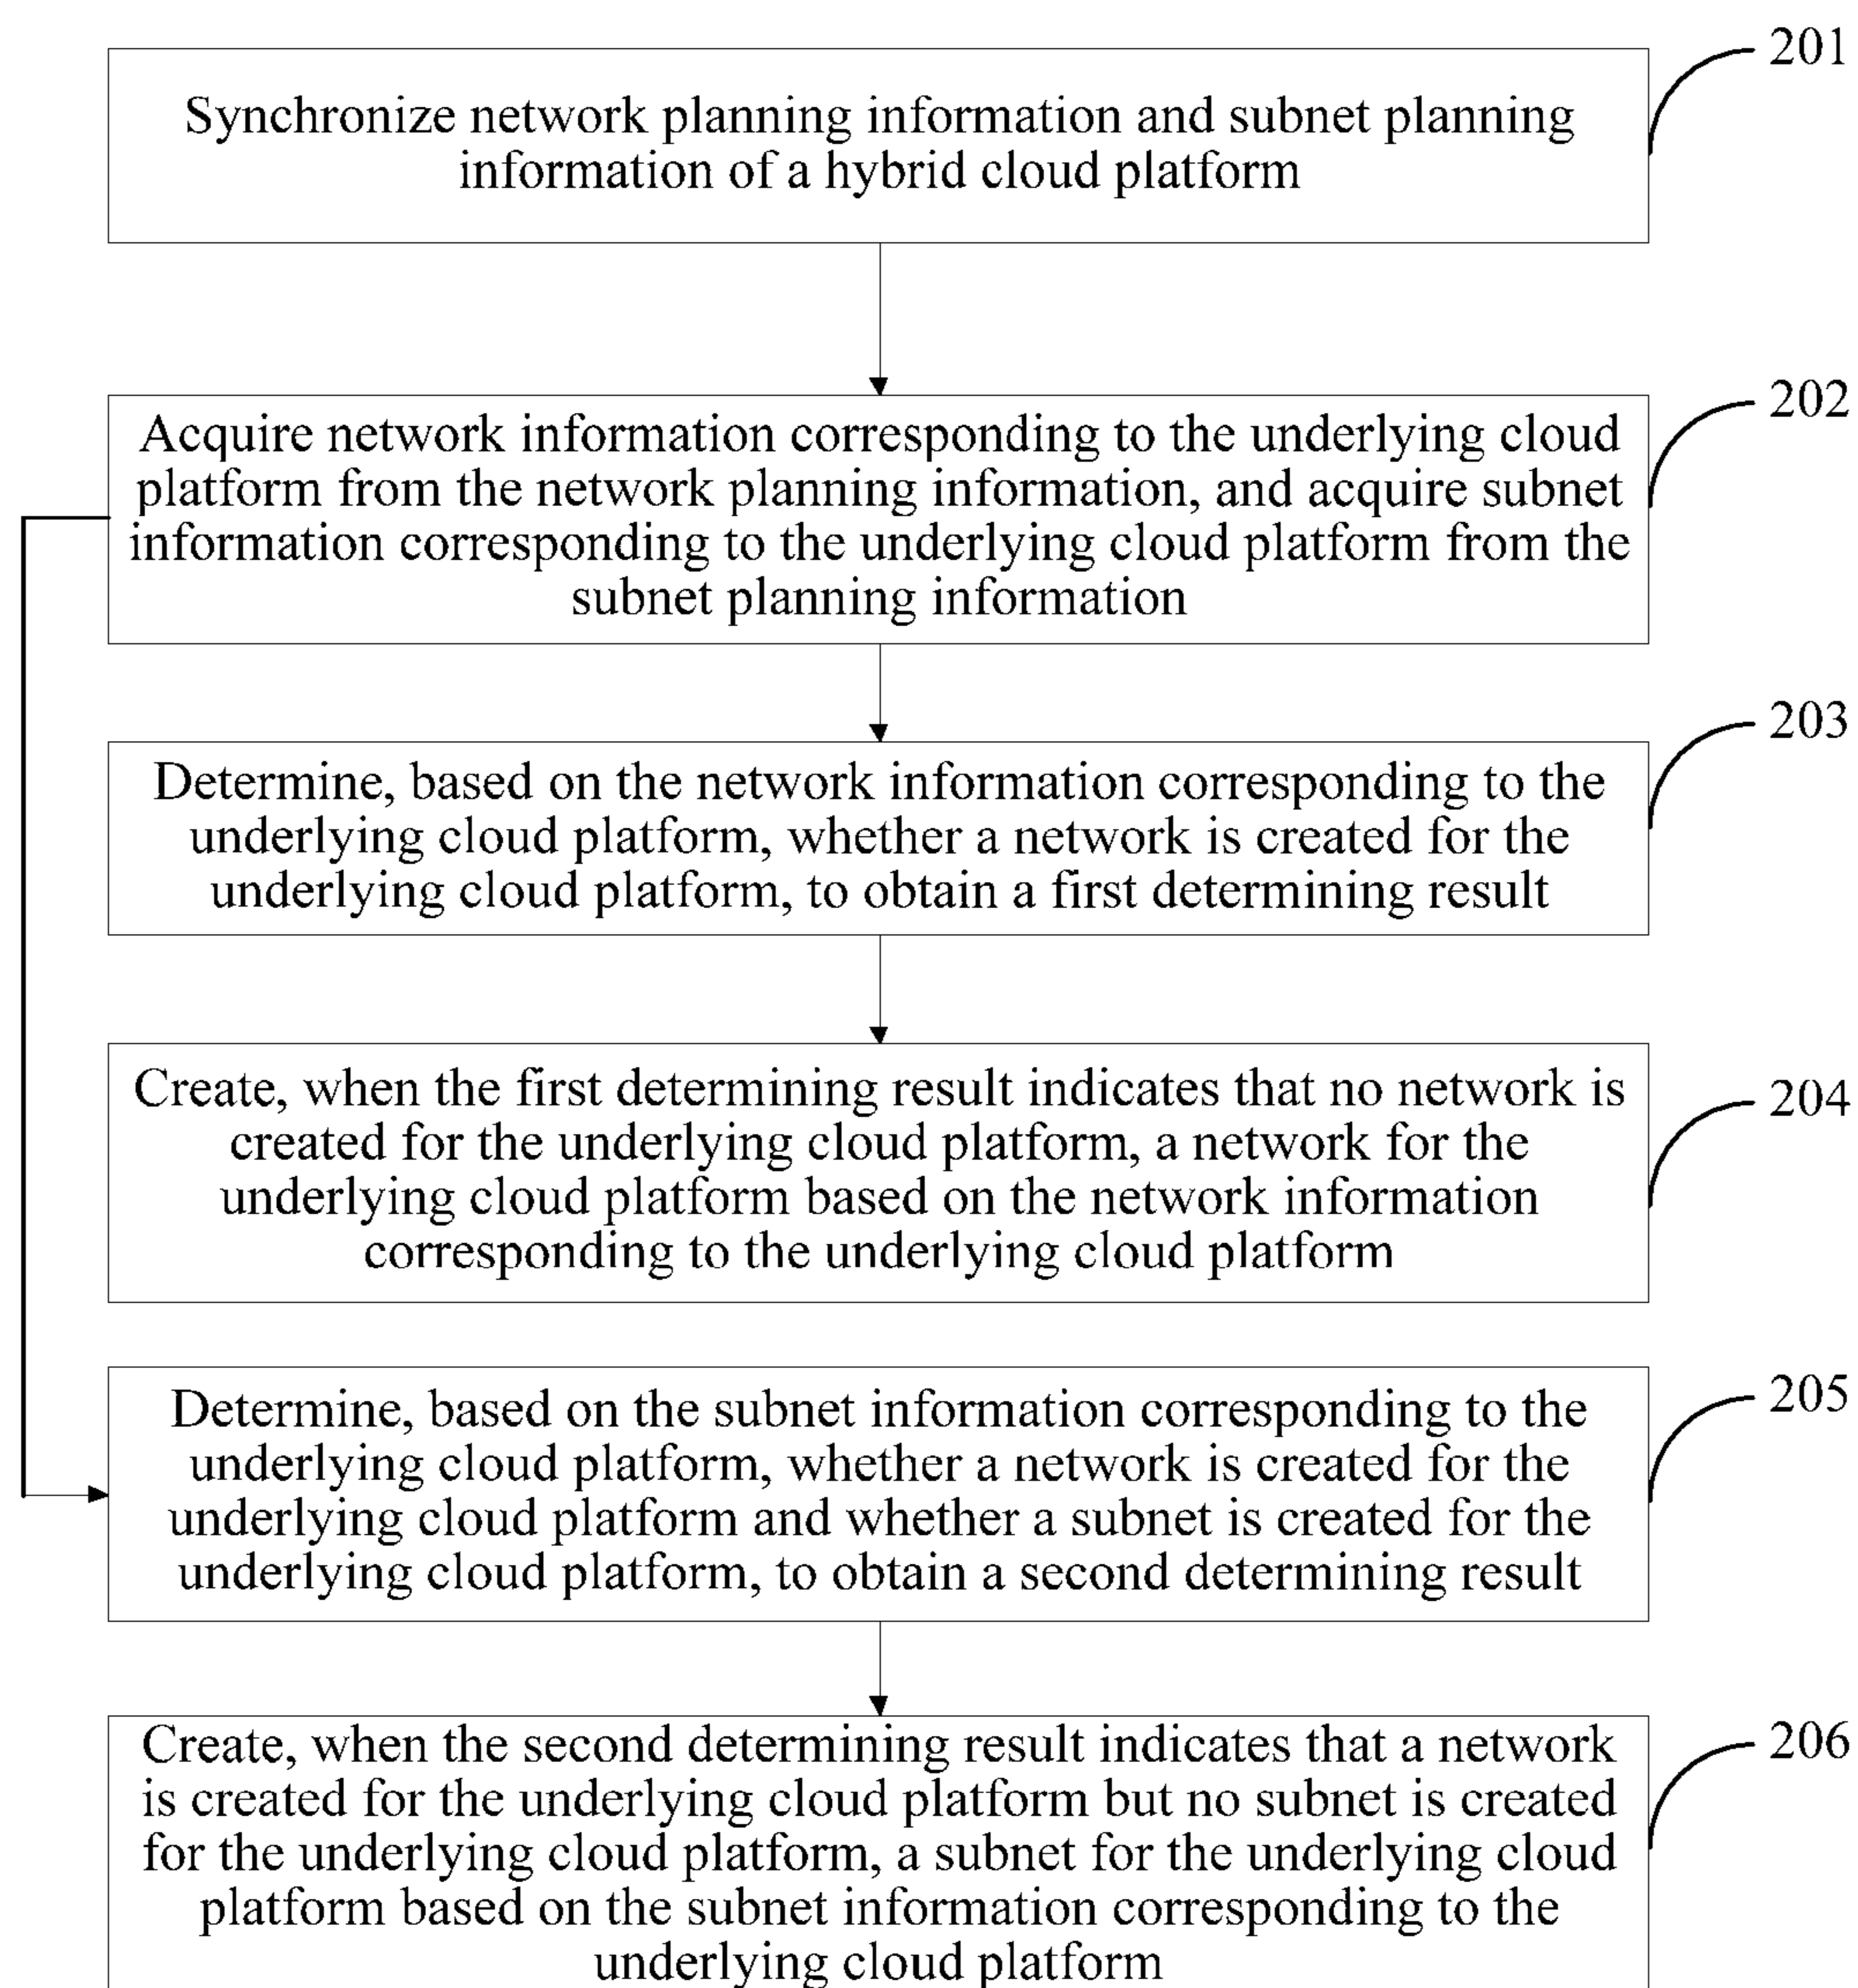 201
Synchronize network planning information and subnet planning
information of a hybrid cloud platform
202
Acquire network information corresponding to the underlying cloud
platform from the network planning information, and acquire subnet
information corresponding to the underlying cloud platform from the
subnet planning information
203
Determine, based on the network information corresponding to the
underlying cloud platform, whether a network is created for the
underlying cloud platform, to obtain a first determining result
204
Create, when the first determining result indicates that no network is
created for the underlying cloud platform, a network for the
underlying cloud platform based on the network information
corresponding to the underlying cloud platform
205
Determine, based on the subnet information corresponding to the
underlying cloud platform, whether a network is created for the
underlying cloud platform and whether a subnet is created for the
underlying cloud platform, to obtain a second determining result
206
Create, when the second determining result indicates that a network
is created for the underlying cloud platform but no subnet is created
for the underlying cloud platform, a subnet for the underlying cloud
platform based on the subnet information corresponding to the
underlying cloud platform